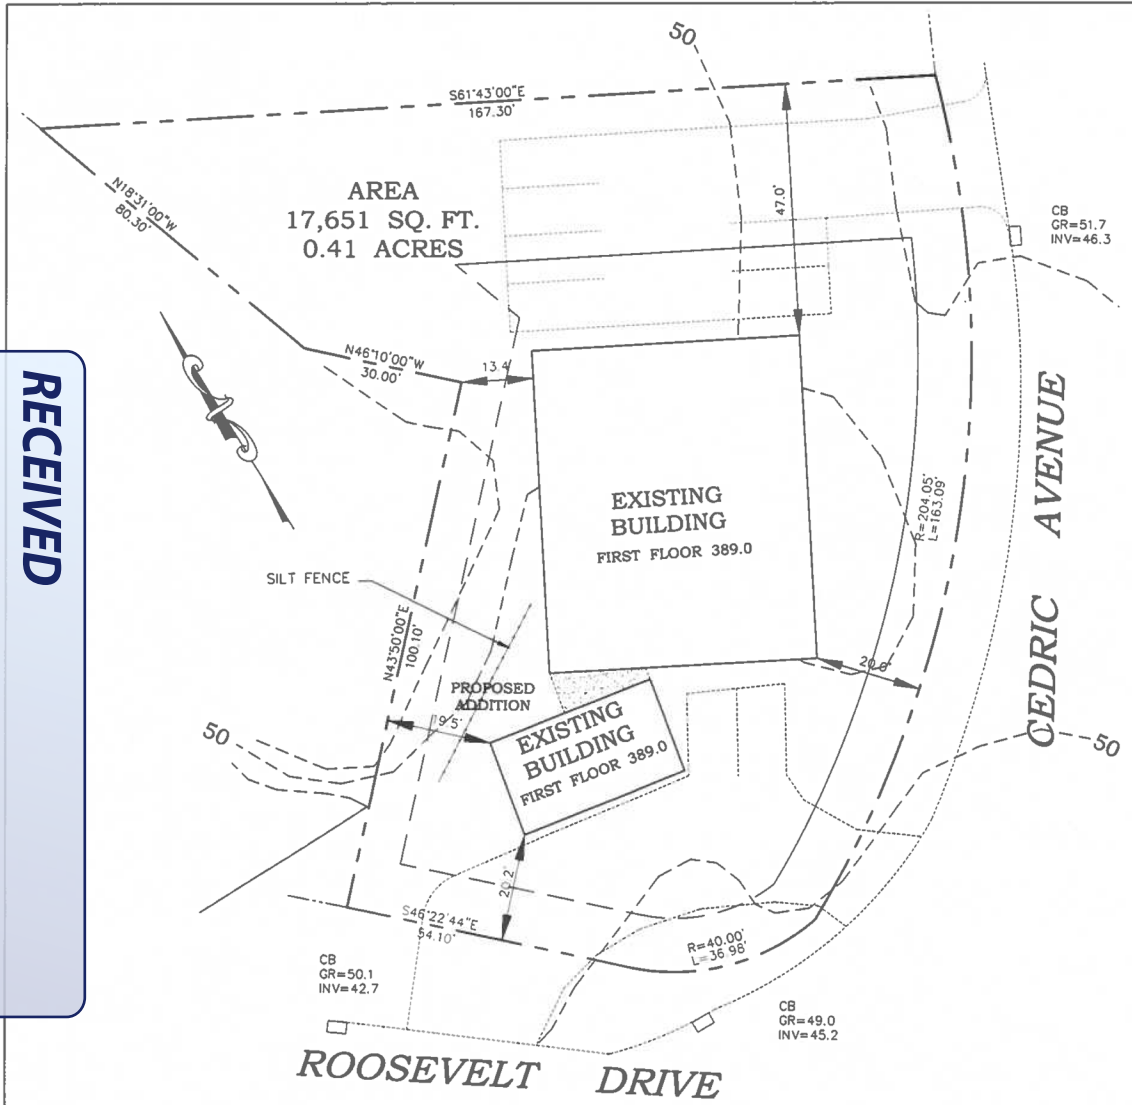 50
S61°43'00"E
167.30'
N18°31'00"W
80.30'
AREA
17,651 SQ. FT.
0.41 ACRES
47.0'
CB
GR=51.7
INV=46.3
N46°10'00"W
30.00'
13.4'
RECEIVED
EXISTING
BUILDING
FIRST FLOOR 389.0
R=204.05'
L=163.09'
CEDRIC AVENUE
SILT FENCE
N43°50'00"E
100.10'
20.0'
PROPOSED
ADDITION
19.5'
EXISTING
BUILDING
FIRST FLOOR 389.0
50
50
20.2'
S46°22'44"E
54.10'
R=40.00'
L=36.98'
CB
GR=50.1
INV=42.7
CB
GR=49.0
INV=45.2
ROOSEVELT DRIVE